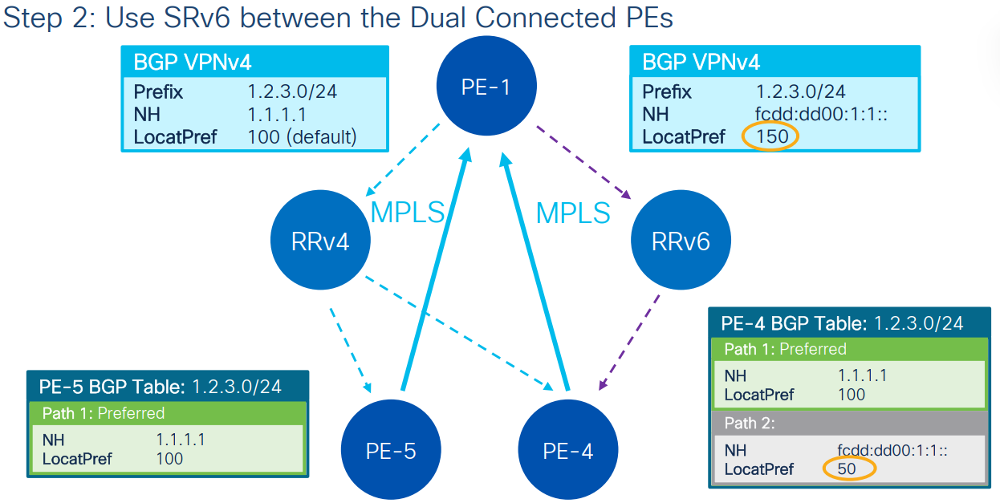 Step 2: Use SRv6 between the Dual Connected PEs
BGP VPNv4
Prefix 1.2.3.0/24
NH 1.1.1.1
LocatPref 100 (default)
PE-1
BGP VPNv4
Prefix 1.2.3.0/24
NH fcdd:dd00:1:1::
LocatPref 150
RRv4
MPLS
MPLS
RRv6
PE-5 BGP Table: 1.2.3.0/24
Path 1: Preferred
NH 1.1.1.1
LocatPref 100
PE-5
PE-4
PE-4 BGP Table: 1.2.3.0/24
Path 1: Preferred
NH 1.1.1.1
LocatPref 100
Path 2:
NH fcdd:dd00:1:1::
LocatPref 50